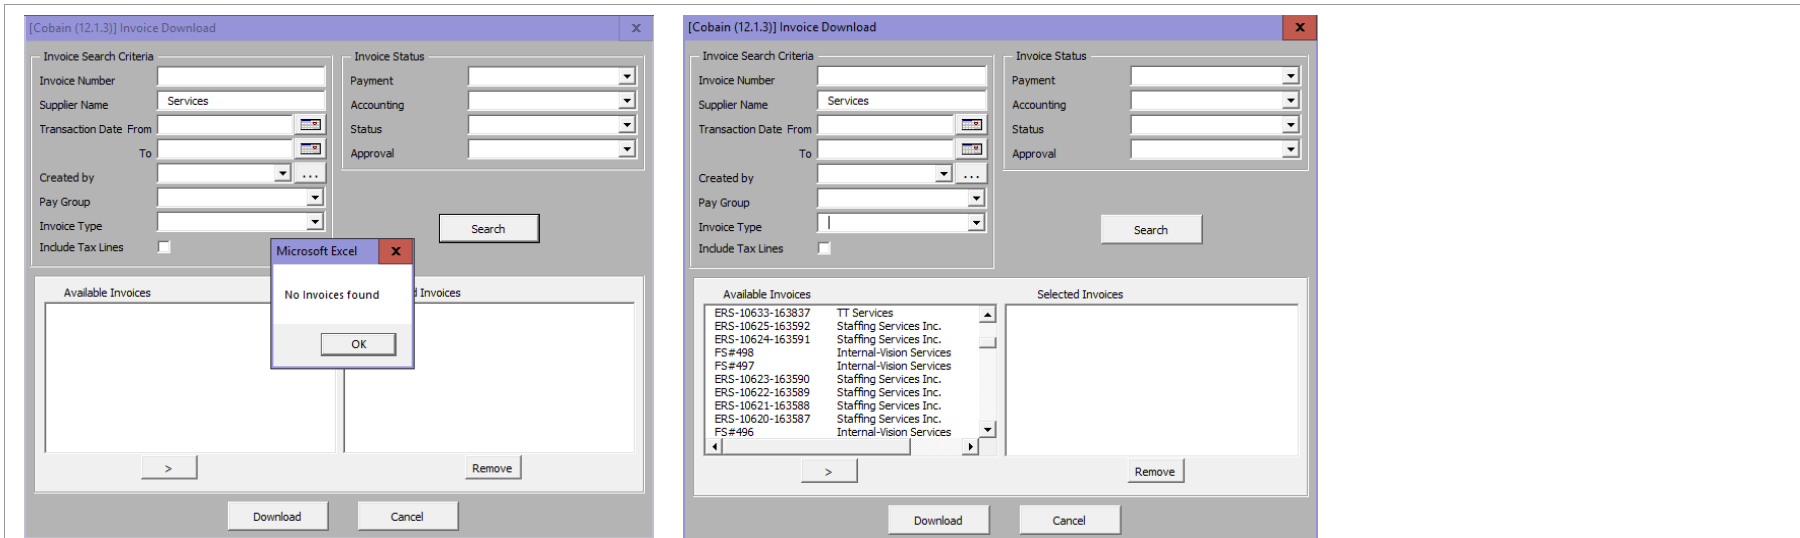 [Cobain (12.1.3)] Invoice Download
x
Invoice Search Criteria
Invoice Number
Supplier Name Services
Transaction Date From
To
Created by ...
Pay Group
Invoice Type
Include Tax Lines
Invoice Status
Payment
Accounting
Status
Approval
Search
Microsoft Excel x
No Invoices found
OK
Available Invoices
d Invoices
> Remove
Download Cancel
[Cobain (12.1.3)] Invoice Download
x
Invoice Search Criteria
Invoice Number
Supplier Name Services
Transaction Date From
To
Created by ...
Pay Group
Invoice Type
Include Tax Lines
Invoice Status
Payment
Accounting
Status
Approval
Search
Available Invoices
ERS-10633-163837 TT Services
ERS-10625-163592 Staffing Services Inc.
ERS-10624-163591 Staffing Services Inc.
FS#498 Internal-Vision Services
FS#497 Internal-Vision Services
ERS-10623-163590 Staffing Services Inc.
ERS-10622-163589 Staffing Services Inc.
ERS-10621-163588 Staffing Services Inc.
ERS-10620-163587 Staffing Services Inc.
FS#496 Internal-Vision Services
Selected Invoices
> Remove
Download Cancel